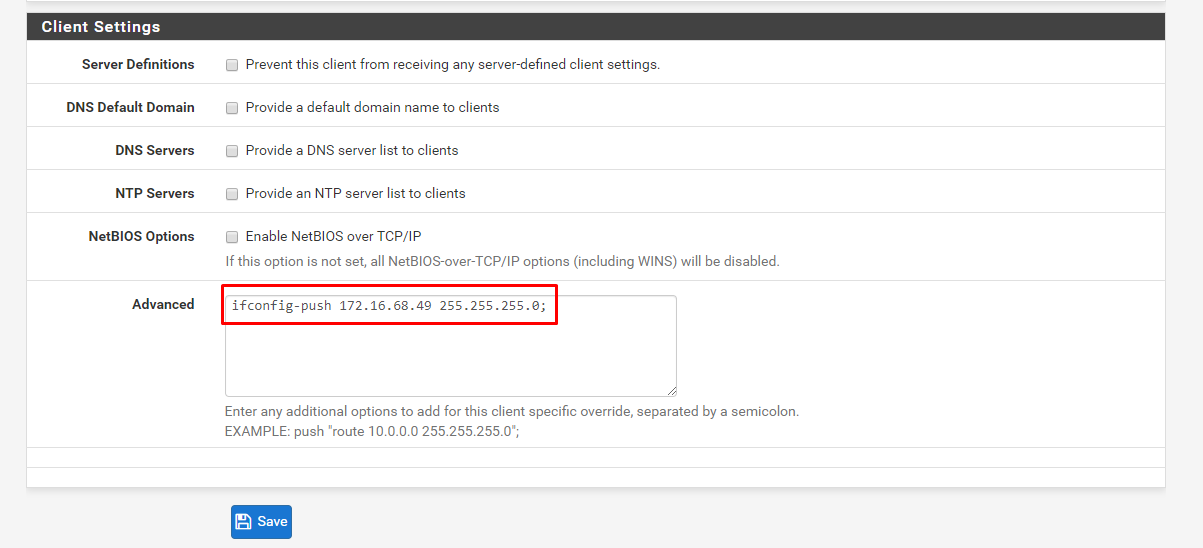 Client Settings
Server Definitions Prevent this client from receiving any server-defined client settings.
DNS Default Domain Provide a default domain name to clients
DNS Servers Provide a DNS server list to clients
NTP Servers Provide an NTP server list to clients
NetBIOS Options Enable NetBIOS over TCP/IP
If this option is not set, all NetBIOS-over-TCP/IP options (including WINS) will be disabled.
Advanced ifconfig-push 172.16.68.49 255.255.255.0;
Enter any additional options to add for this client specific override, separated by a semicolon.
EXAMPLE: push "route 10.0.0.0 255.255.255.0";
Save